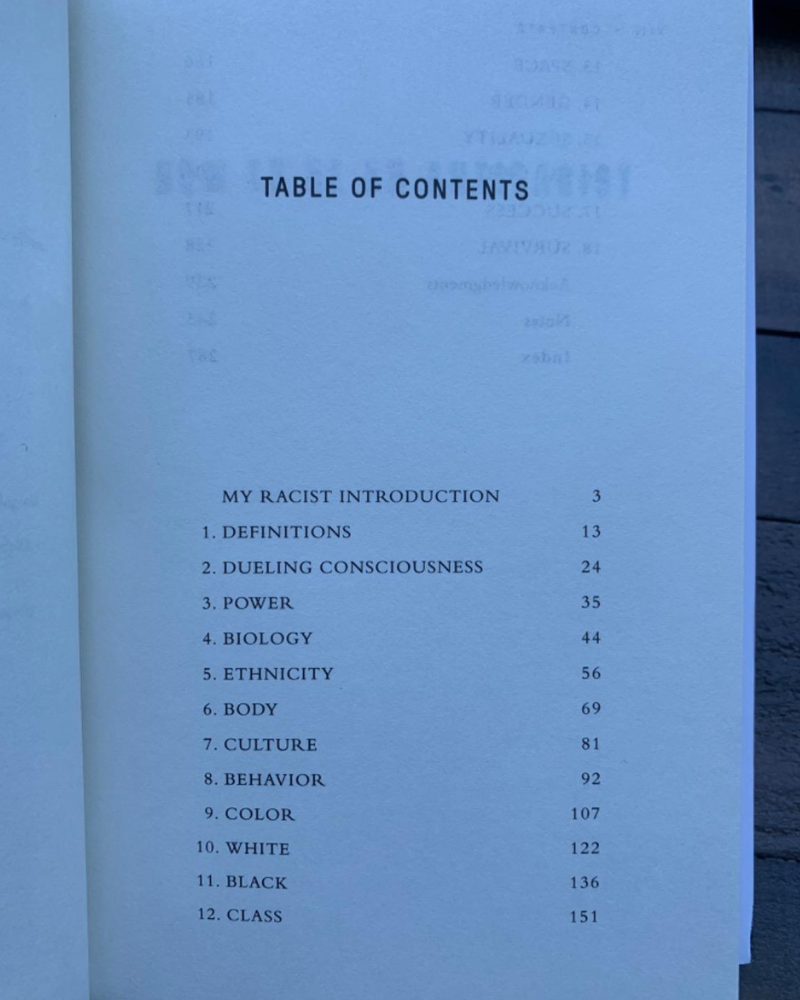 TABLE OF CONTENTS
MY RACIST INTRODUCTION 3
1. DEFINITIONS 13
2. DUELING CONSCIOUSNESS 24
3. POWER 35
4. BIOLOGY 44
5. ETHNICITY 56
6. BODY 69
7. CULTURE 81
8. BEHAVIOR 92
9. COLOR 107
10. WHITE 122
11. BLACK 136
12. CLASS 151